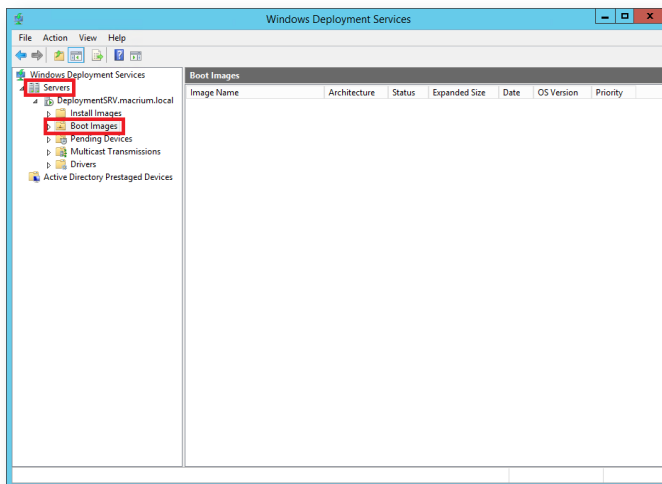 Windows Deployment Services
File Action View Help
Windows Deployment Services
Servers
DeploymentSRV.macrium.local
Install Images
Boot Images
Pending Devices
Multicast Transmissions
Drivers
Active Directory Prestaged Devices
Boot Images
Image Name Architecture Status Expanded Size Date OS Version Priority